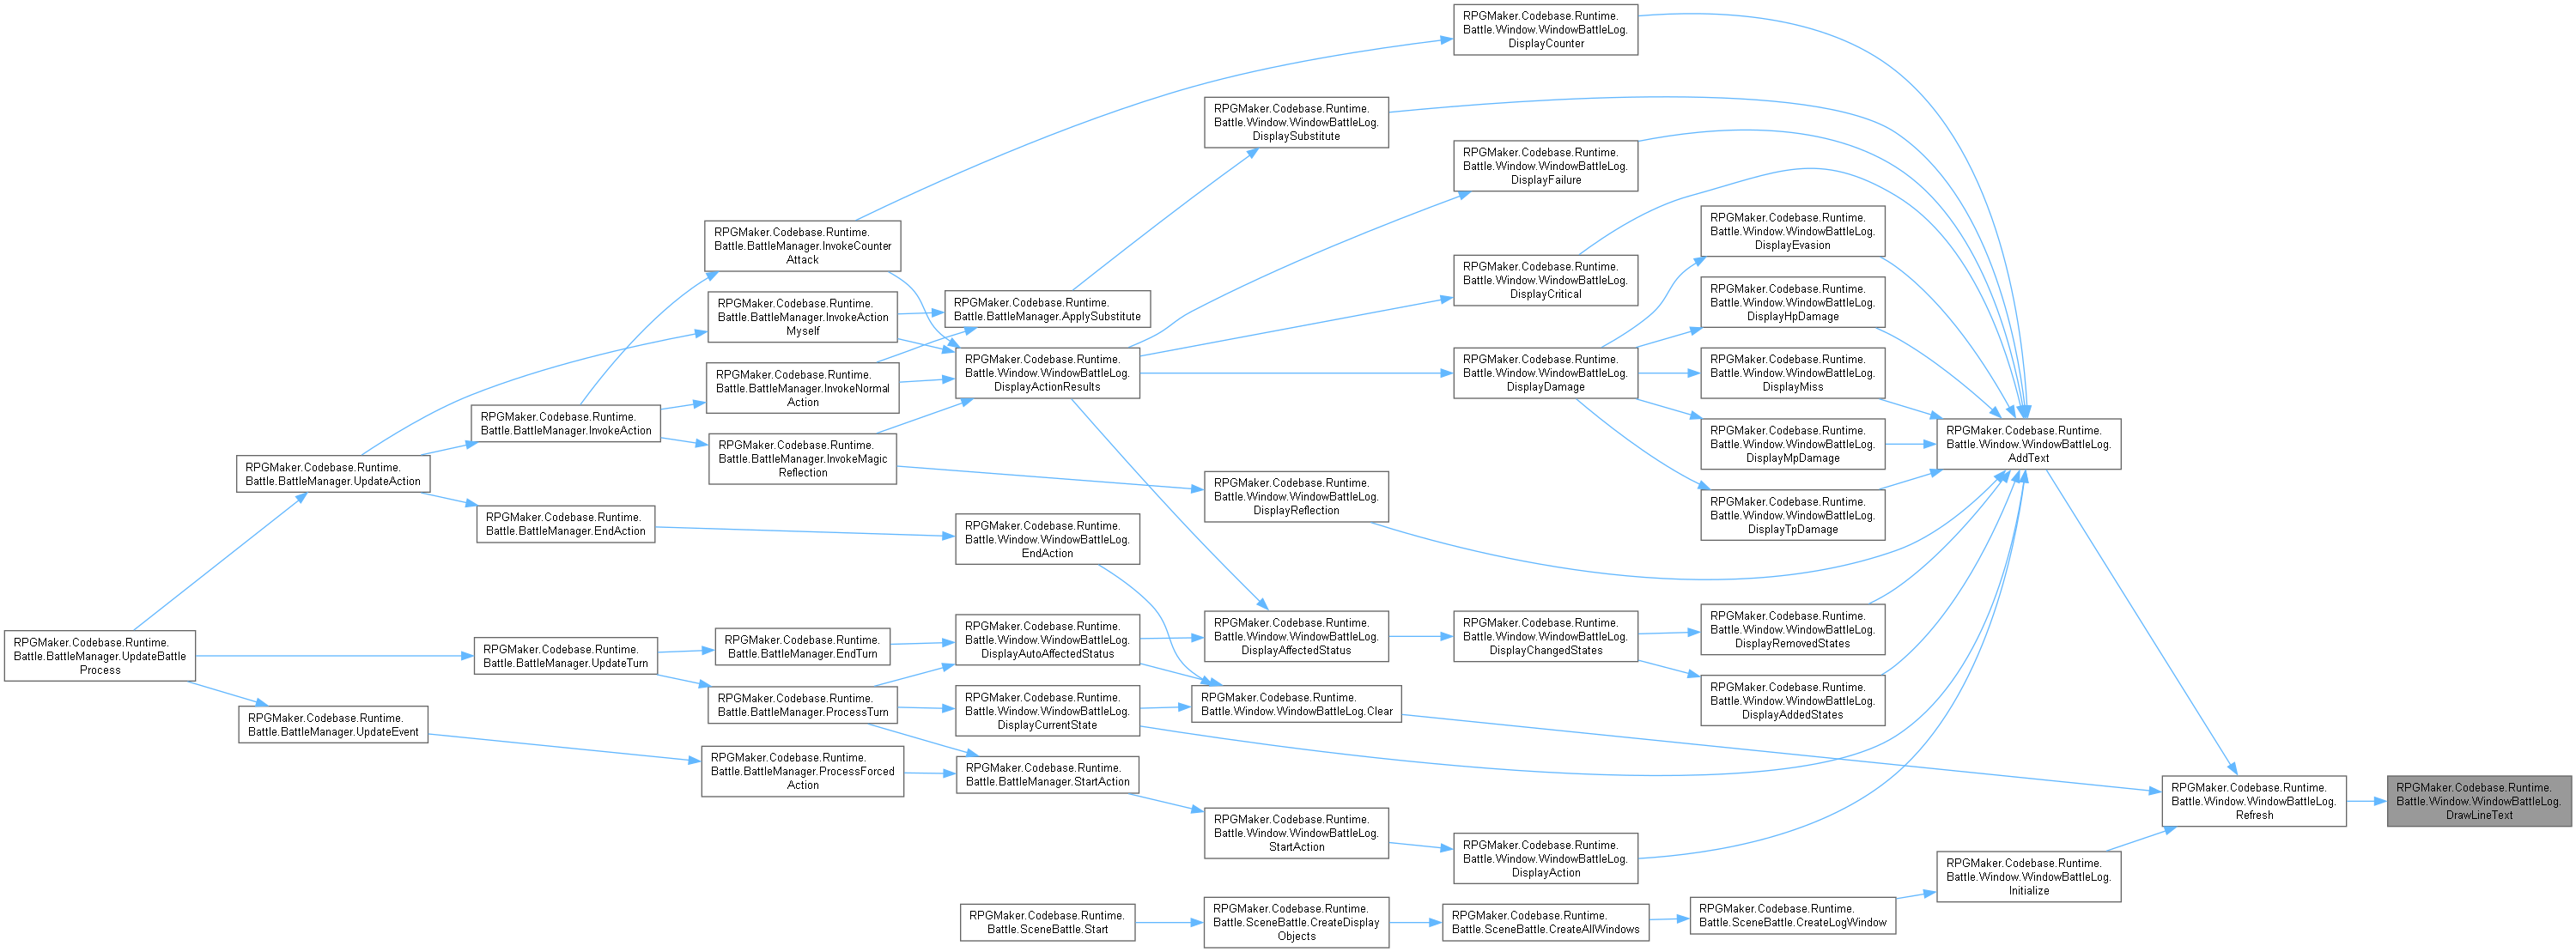 RPGMaker.Codebase.Runtime.
Battle.Window.WindowBattleLog.
DisplayCounter
RPGMaker.Codebase.Runtime.
Battle.Window.WindowBattleLog.
DisplaySubstitute
RPGMaker.Codebase.Runtime.
Battle.Window.WindowBattleLog.
DisplayFailure
RPGMaker.Codebase.Runtime.
Battle.Window.WindowBattleLog.
DisplayEvasion
RPGMaker.Codebase.Runtime.
Battle.BattleManager.InvokeCounter
Attack
RPGMaker.Codebase.Runtime.
Battle.Window.WindowBattleLog.
DisplayCritical
RPGMaker.Codebase.Runtime.
Battle.Window.WindowBattleLog.
DisplayHpDamage
RPGMaker.Codebase.Runtime.
Battle.BattleManager.InvokeAction
Myself
RPGMaker.Codebase.Runtime.
Battle.BattleManager.ApplySubstitute
RPGMaker.Codebase.Runtime.
Battle.Window.WindowBattleLog.
DisplayActionResults
RPGMaker.Codebase.Runtime.
Battle.Window.WindowBattleLog.
DisplayDamage
RPGMaker.Codebase.Runtime.
Battle.Window.WindowBattleLog.
DisplayMiss
RPGMaker.Codebase.Runtime.
Battle.BattleManager.InvokeNormal
Action
RPGMaker.Codebase.Runtime.
Battle.BattleManager.InvokeAction
RPGMaker.Codebase.Runtime.
Battle.Window.WindowBattleLog.
DisplayMpDamage
RPGMaker.Codebase.Runtime.
Battle.Window.WindowBattleLog.
AddText
RPGMaker.Codebase.Runtime.
Battle.BattleManager.InvokeMagic
Reflection
RPGMaker.Codebase.Runtime.
Battle.BattleManager.UpdateAction
RPGMaker.Codebase.Runtime.
Battle.Window.WindowBattleLog.
DisplayReflection
RPGMaker.Codebase.Runtime.
Battle.Window.WindowBattleLog.
DisplayTpDamage
RPGMaker.Codebase.Runtime.
Battle.BattleManager.EndAction
RPGMaker.Codebase.Runtime.
Battle.Window.WindowBattleLog.
EndAction
RPGMaker.Codebase.Runtime.
Battle.BattleManager.UpdateBattle
Process
RPGMaker.Codebase.Runtime.
Battle.BattleManager.UpdateTurn
RPGMaker.Codebase.Runtime.
Battle.BattleManager.EndTurn
RPGMaker.Codebase.Runtime.
Battle.Window.WindowBattleLog.
DisplayAutoAffectedStatus
RPGMaker.Codebase.Runtime.
Battle.Window.WindowBattleLog.
DisplayAffectedStatus
RPGMaker.Codebase.Runtime.
Battle.Window.WindowBattleLog.
DisplayChangedStates
RPGMaker.Codebase.Runtime.
Battle.Window.WindowBattleLog.
DisplayRemovedStates
RPGMaker.Codebase.Runtime.
Battle.BattleManager.UpdateEvent
RPGMaker.Codebase.Runtime.
Battle.BattleManager.ProcessTurn
RPGMaker.Codebase.Runtime.
Battle.Window.WindowBattleLog.
DisplayCurrentState
RPGMaker.Codebase.Runtime.
Battle.Window.WindowBattleLog.Clear
RPGMaker.Codebase.Runtime.
Battle.Window.WindowBattleLog.
DisplayAddedStates
RPGMaker.Codebase.Runtime.
Battle.BattleManager.ProcessForced
Action
RPGMaker.Codebase.Runtime.
Battle.BattleManager.StartAction
RPGMaker.Codebase.Runtime.
Battle.Window.WindowBattleLog.
StartAction
RPGMaker.Codebase.Runtime.
Battle.Window.WindowBattleLog.
DisplayAction
RPGMaker.Codebase.Runtime.
Battle.Window.WindowBattleLog.
Refresh
RPGMaker.Codebase.Runtime.
Battle.Window.WindowBattleLog.
DrawLineText
RPGMaker.Codebase.Runtime.
Battle.Window.WindowBattleLog.
Initialize
RPGMaker.Codebase.Runtime.
Battle.SceneBattle.Start
RPGMaker.Codebase.Runtime.
Battle.SceneBattle.CreateDisplay
Objects
RPGMaker.Codebase.Runtime.
Battle.SceneBattle.CreateAllWindows
RPGMaker.Codebase.Runtime.
Battle.SceneBattle.CreateLogWindow